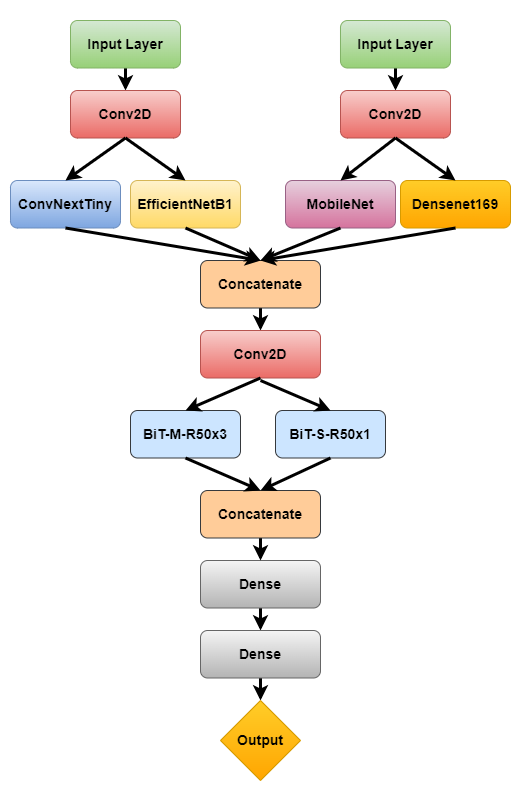 Input Layer
Input Layer
Conv2D
Conv2D
ConvNextTiny
EfficientNetB1
MobileNet
Densenet169
Concatenate
Conv2D
BiT-M-R50x3
BiT-S-R50x1
Concatenate
Dense
Dense
Output